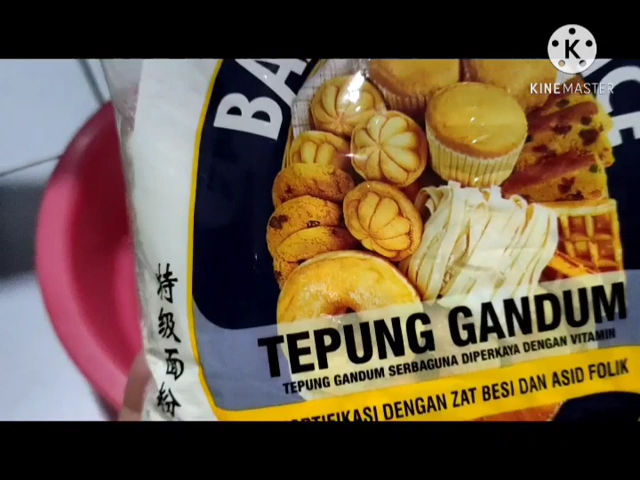 KINEMASTER
TEPUNG GANDUM
TEPUNG GANDUM SERBAGUNA DIPERKAYA DENGAN VITAMIN
DENGAN ZAT BESI DAN ASID FOLIK
特级面粉